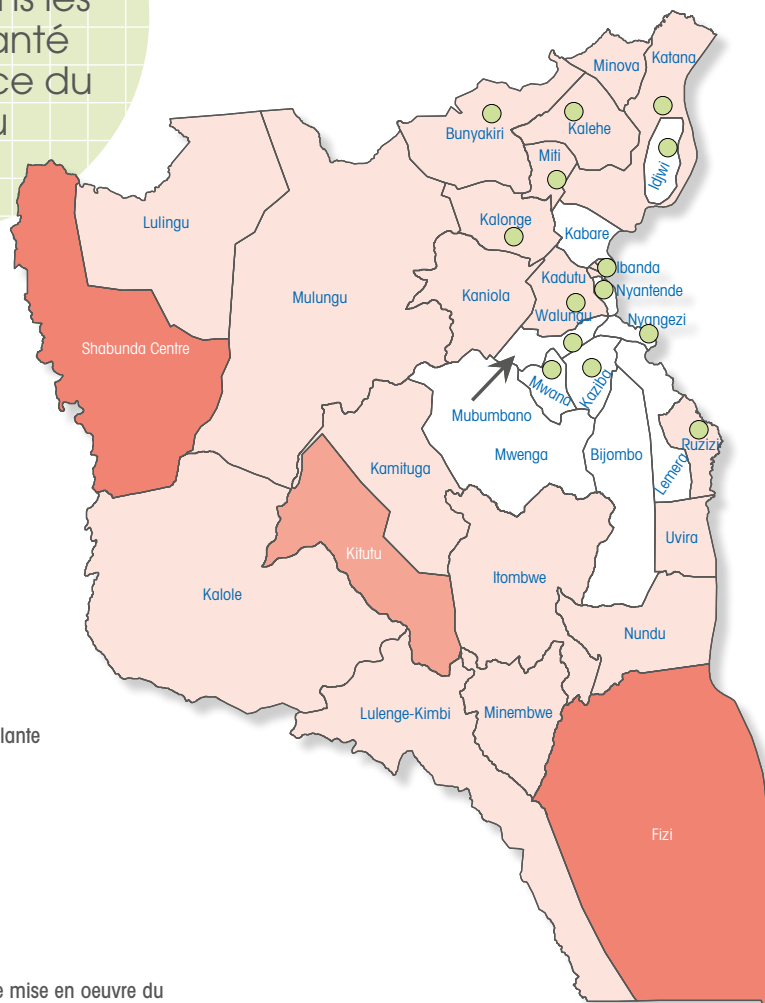 ns les
anté
ce du
u
Minova
Katana
Bunyakiri
Kalehe
Miti
Idjwi
Lulingu
Kalonge
Kabare
Ibanda
Kadutu
Nyantende
Mulungu
Kaniola
Walungu
Nyangezi
Shabunda Centre
Mwana
Kaziba
Mubumbano
Ruzizi
Mwenga
Bijombo
Kamituga
Lemera
Uvira
Kitutu
Itombwe
Kalole
Nundu
Lulenge-Kimbi
Minembwe
lante
Fizi
e mise en oeuvre du